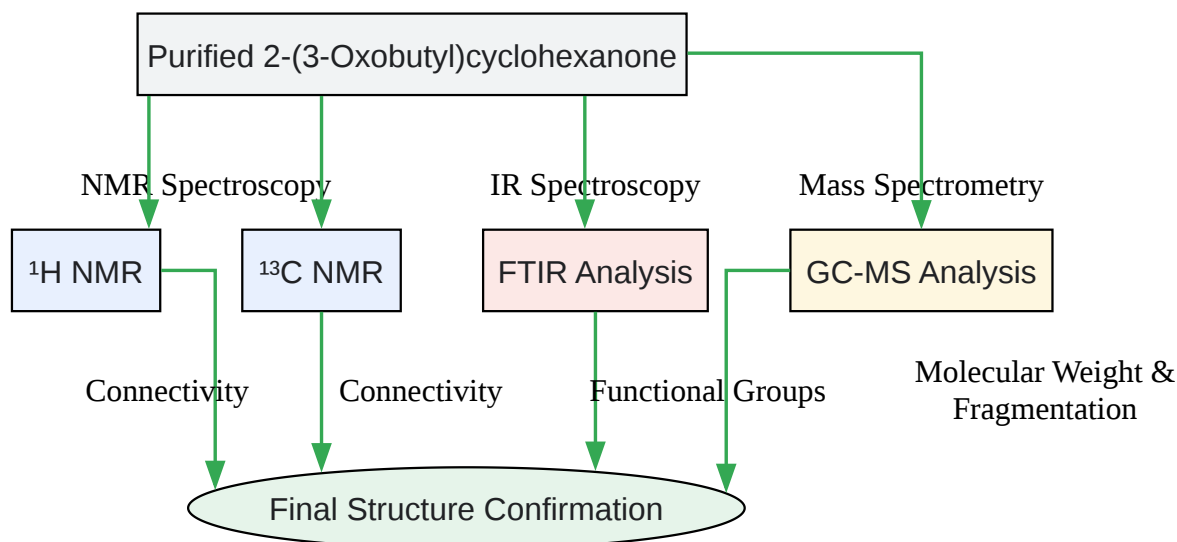 Purified 2-(3-Oxobutyl)cyclohexanone
NMR Spectroscopy
IR Spectroscopy
Mass Spectrometry
¹H NMR
¹³C NMR
FTIR Analysis
GC-MS Analysis
Connectivity
Connectivity
Functional Groups
Molecular Weight &
Fragmentation
Final Structure Confirmation